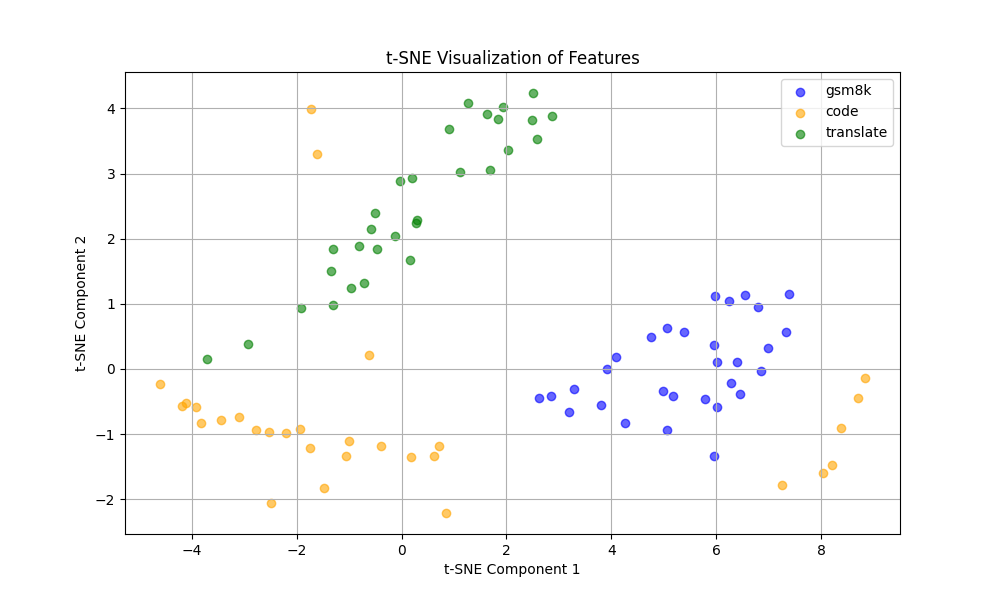 t-SNE Visualization of Features
gsm8k
code
translate
4
3
2
1
0
−1
−2
t-SNE Component 2
−4
−2
0
2
4
6
8
t-SNE Component 1